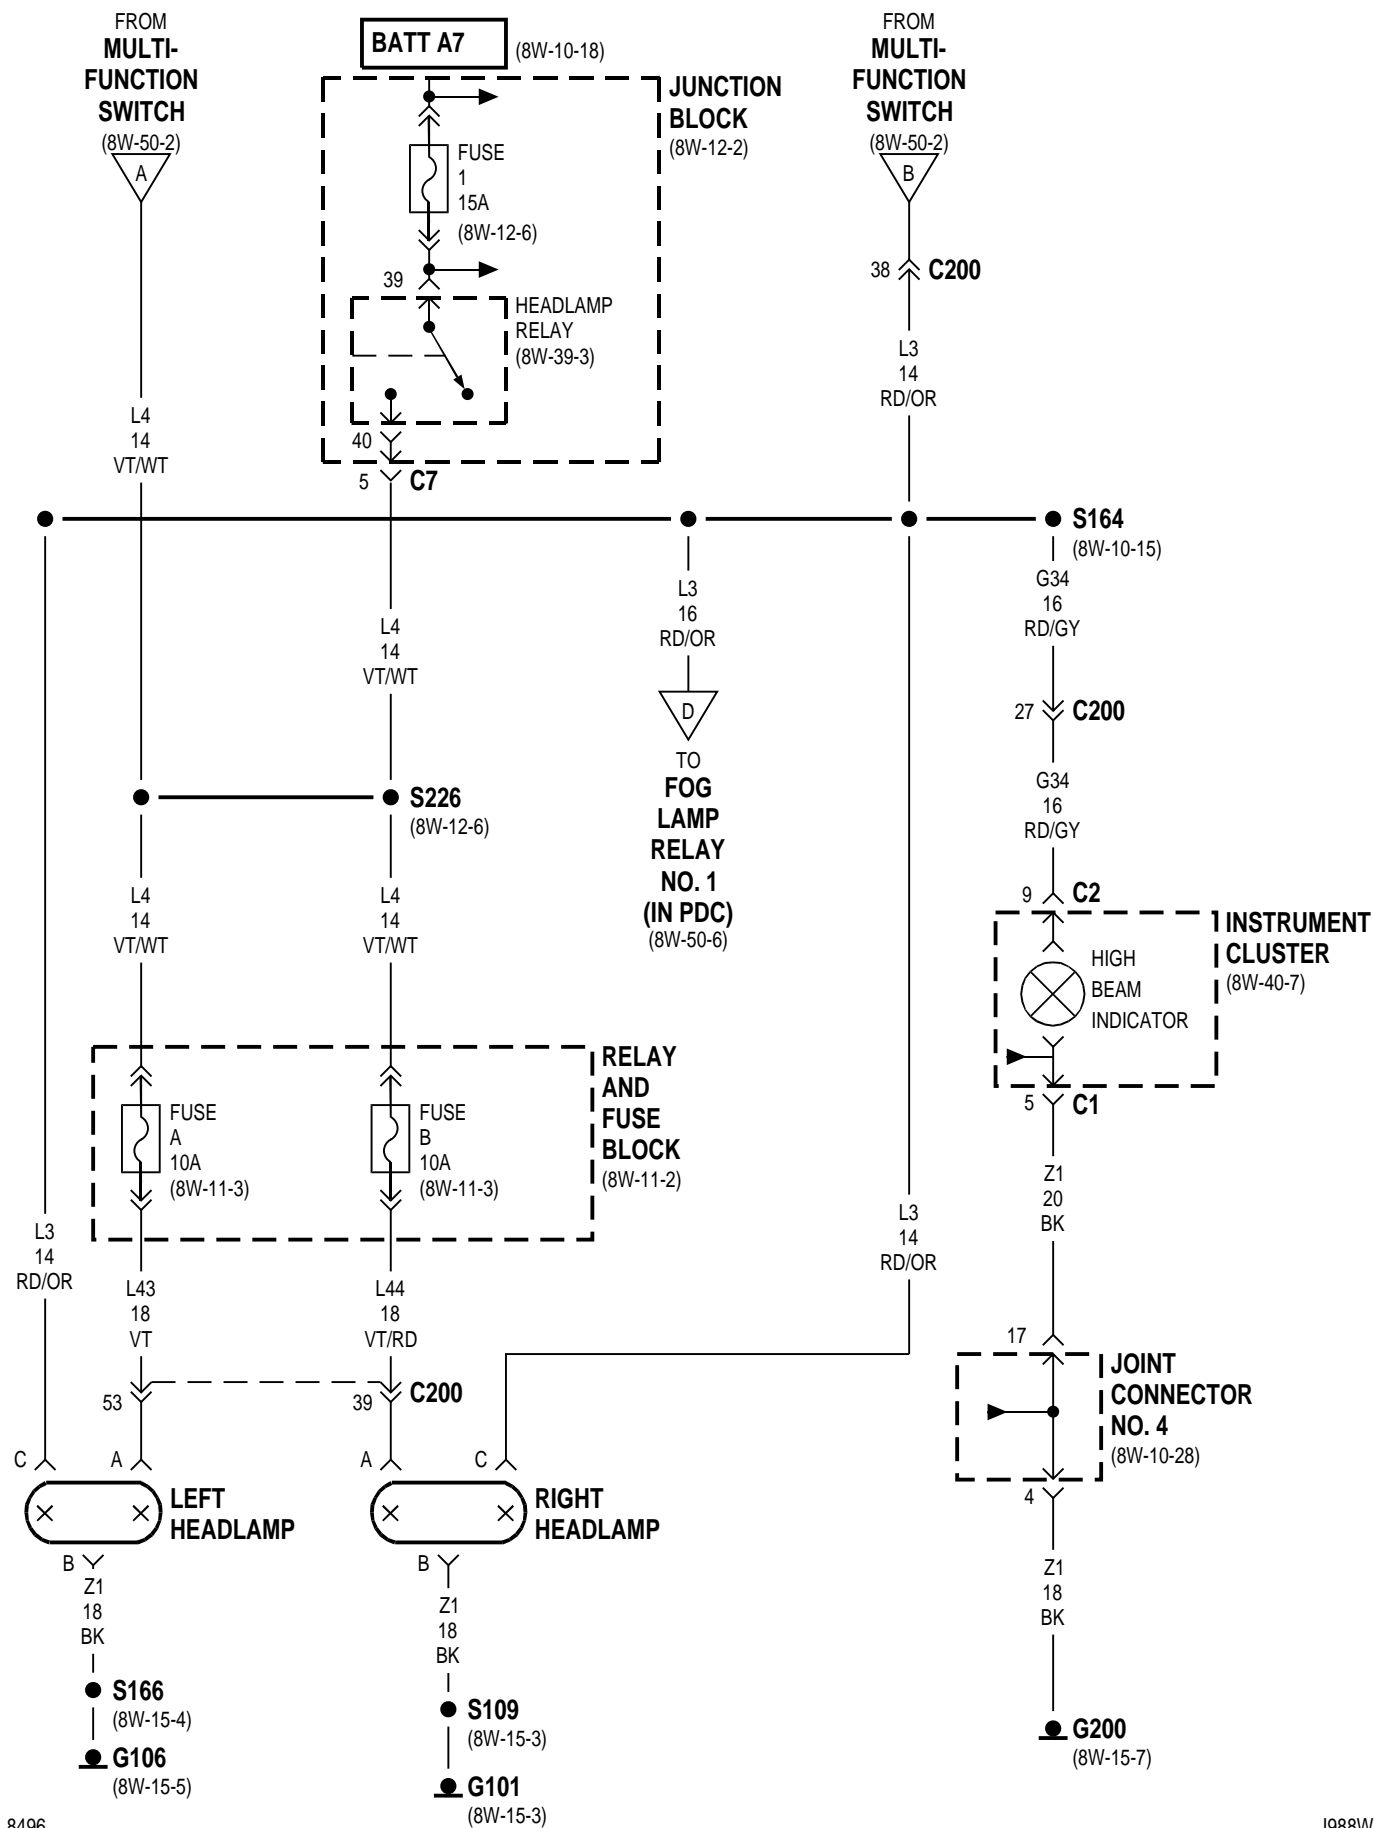 FROM
MULTI-
FUNCTION
SWITCH
(8W-50-2)
A
BATT A7
(8W-10-18)
JUNCTION
BLOCK
(8W-12-2)
FUSE
1
15A
(8W-12-6)
39
HEADLAMP
RELAY
(8W-39-3)
40
5
C7
FROM
MULTI-
FUNCTION
SWITCH
(8W-50-2)
B
38
C200
L3
14
RD/OR
L4
14
VT/WT
S164
(8W-10-15)
G34
16
RD/GY
L3
16
RD/OR
L4
14
VT/WT
D
TO
FOG
LAMP
RELAY
NO. 1
(IN PDC)
(8W-50-6)
27
C200
G34
16
RD/GY
S226
(8W-12-6)
L4
14
VT/WT
L4
14
VT/WT
9
C2
INSTRUMENT
CLUSTER
(8W-40-7)
HIGH
BEAM
INDICATOR
5
C1
RELAY
AND
FUSE
BLOCK
(8W-11-2)
FUSE
A
10A
(8W-11-3)
FUSE
B
10A
(8W-11-3)
Z1
20
BK
L3
14
RD/OR
L3
14
RD/OR
L43
18
VT
L44
18
VT/RD
53
39
C200
17
JOINT
CONNECTOR
NO. 4
(8W-10-28)
4
C
A
A
C
LEFT
HEADLAMP
RIGHT
HEADLAMP
B
Z1
18
BK
B
Z1
18
BK
Z1
18
BK
S166
(8W-15-4)
G106
(8W-15-5)
S109
(8W-15-3)
G101
(8W-15-3)
G200
(8W-15-7)
8496
J988W